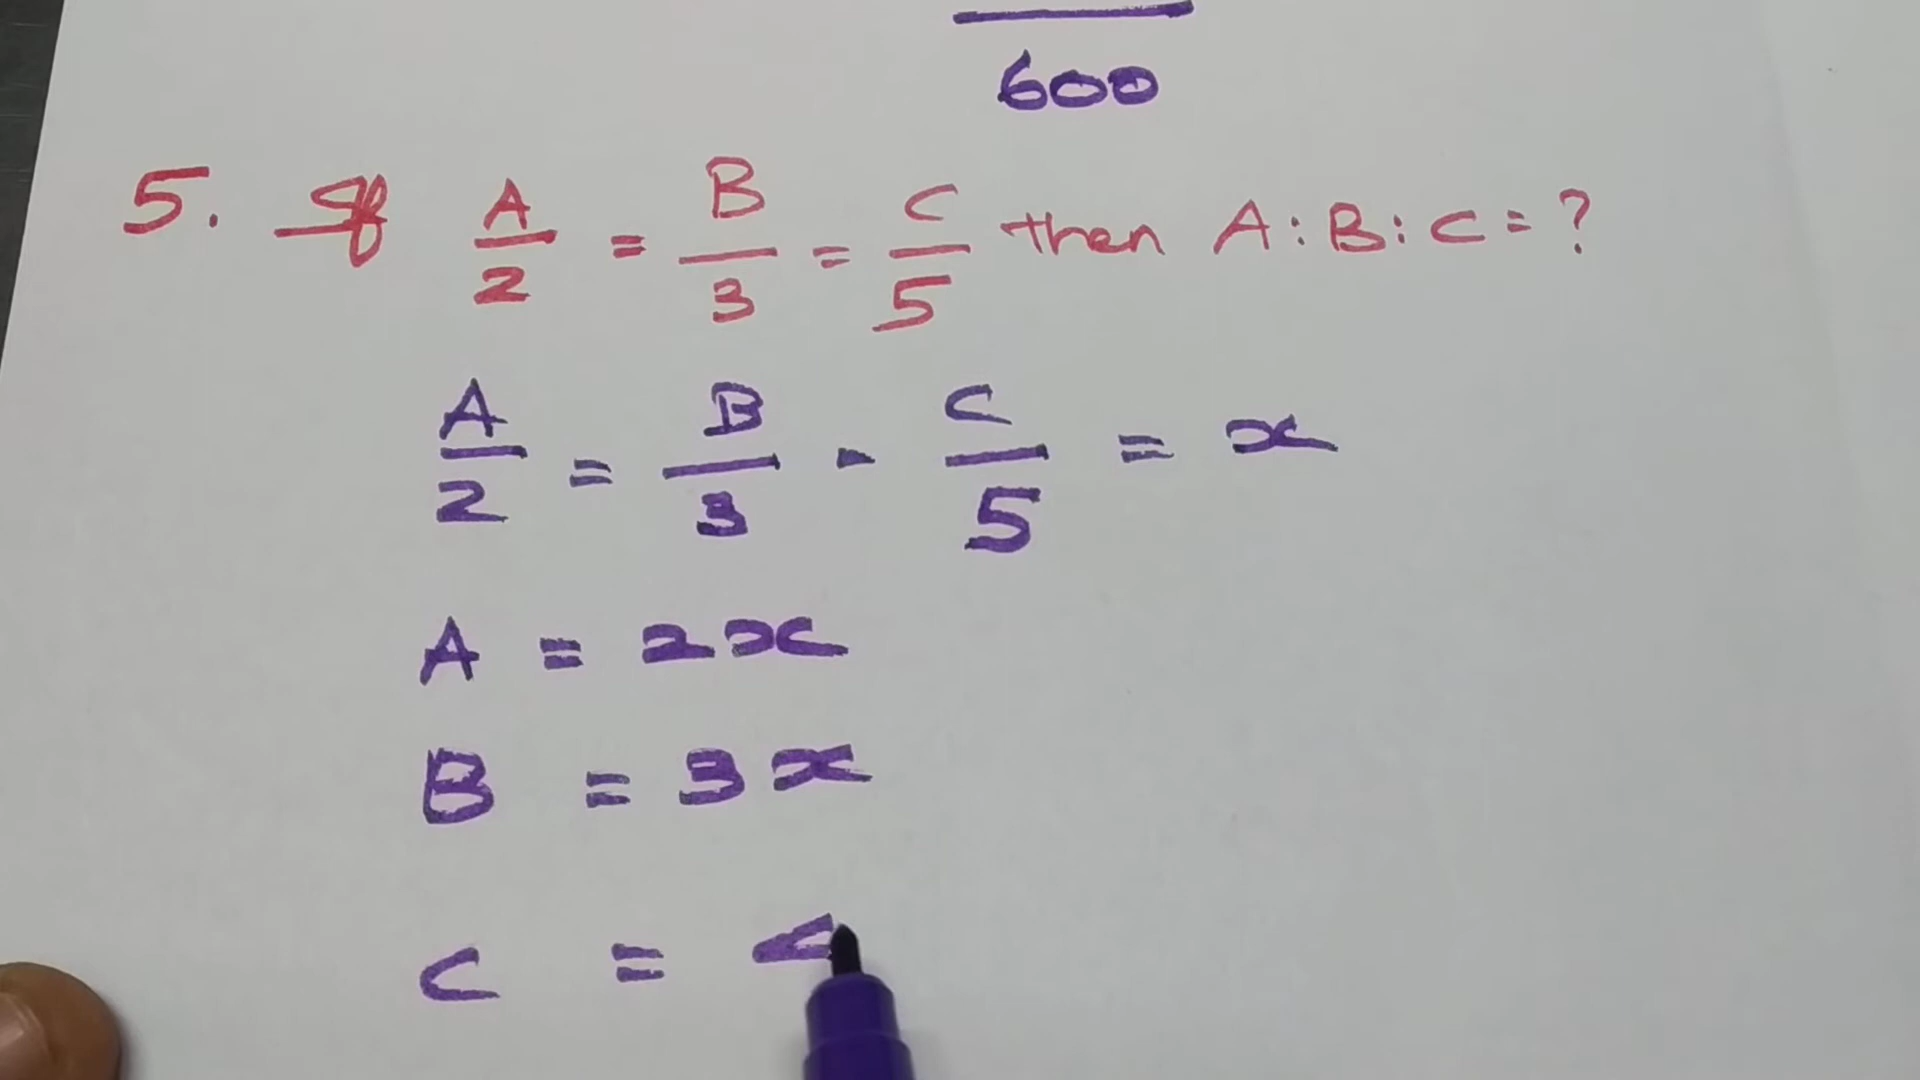 600
5. If A/2 = B/3 = C/5 then A:B:C = ?
A/2 = B/3 - C/5 = x
A = 2x
B = 3x
C =